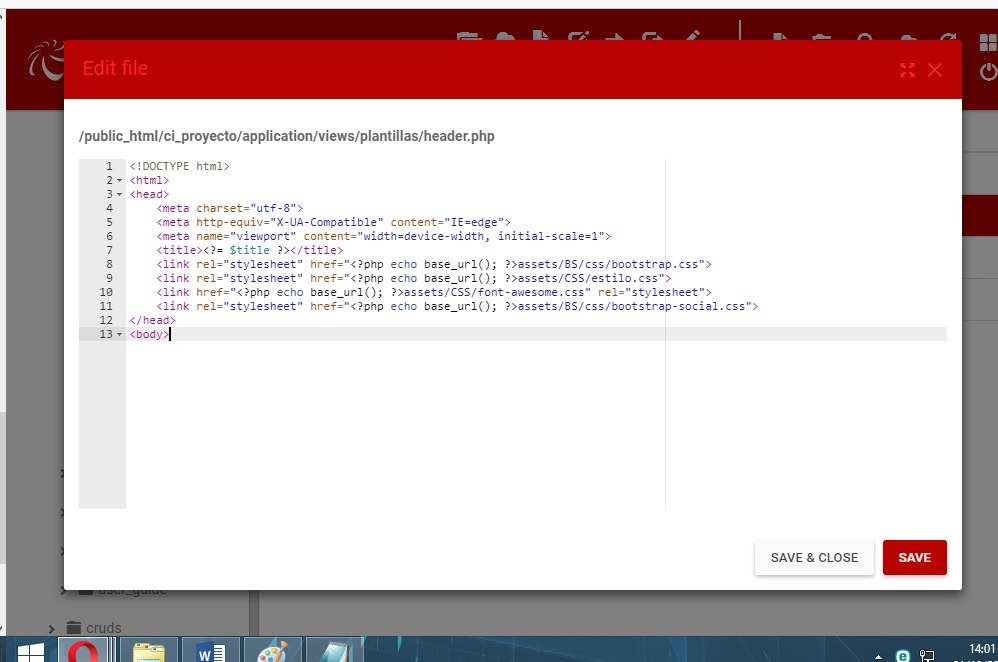 Edit file
/public_html/ci_proyecto/application/views/plantillas/header.php
1 <!DOCTYPE html>
2 <html>
3 <head>
4 <meta charset="utf-8">
5 <meta http-equiv="X-UA-Compatible" content="IE=edge">
6 <meta name="viewport" content="width=device-width, initial-scale=1">
7 <title><?= $title ?></title>
8 <link rel="stylesheet" href="<?php echo base_url(); ?>assets/BS/css/bootstrap.css">
9 <link rel="stylesheet" href="<?php echo base_url(); ?>assets/CSS/estilo.css">
10 <link href="<?php echo base_url(); ?>assets/CSS/font-awesome.css" rel="stylesheet">
11 <link rel="stylesheet" href="<?php echo base_url(); ?>assets/BS/css/bootstrap-social.css">
12 </head>
13 <body>
SAVE & CLOSE
SAVE
user_guide
cruds
W
14:01